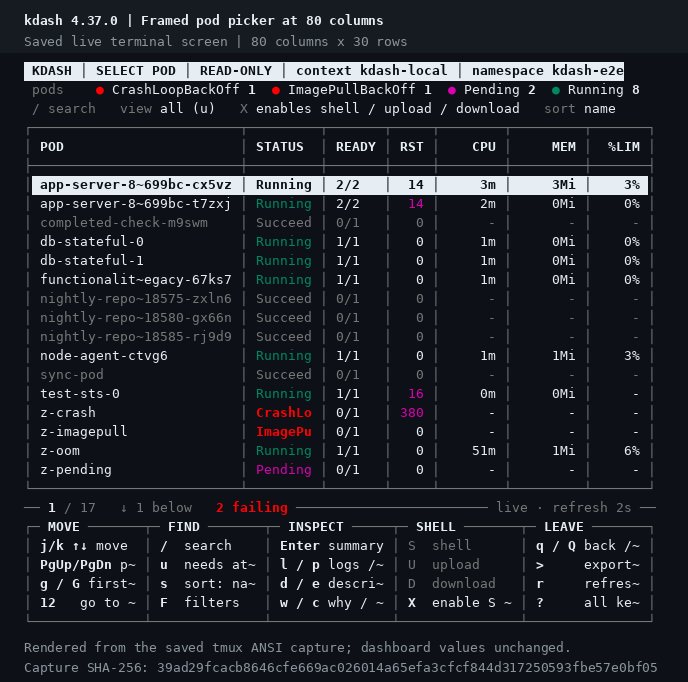 kdash 4.37.0 | Framed pod picker at 80 columns
Saved live terminal screen | 80 columns x 30 rows
KDASH │ SELECT POD │ READ-ONLY │ context kdash-local │ namespace kdash-e2e
pods ● CrashLoopBackOff 1 ● ImagePullBackOff 1 ● Pending 2 ● Running 8
/ search view all (u) X enables shell / upload / download sort name
│ POD │ STATUS │ READY │ RST │ CPU │ MEM │ %LIM │
│ app-server-8~699bc-cx5vz │ Running │ 2/2 │ 14 │ 3m │ 3Mi │ 3% │
│ app-server-8~699bc-t7zxj │ Running │ 2/2 │ 14 │ 2m │ 0Mi │ 0% │
│ completed-check-m9swm │ Succeed │ 0/1 │ 0 │ - │ - │ - │
│ db-stateful-0 │ Running │ 1/1 │ 0 │ 1m │ 0Mi │ 0% │
│ db-stateful-1 │ Running │ 1/1 │ 0 │ 1m │ 0Mi │ 0% │
│ functionalit~egacy-67ks7 │ Running │ 1/1 │ 0 │ 1m │ 0Mi │ 0% │
│ nightly-repo~18575-zxln6 │ Succeed │ 0/1 │ 0 │ - │ - │ - │
│ nightly-repo~18580-gx66n │ Succeed │ 0/1 │ 0 │ - │ - │ - │
│ nightly-repo~18585-rj9d9 │ Succeed │ 0/1 │ 0 │ - │ - │ - │
│ node-agent-ctvg6 │ Running │ 1/1 │ 0 │ 1m │ 1Mi │ 3% │
│ sync-pod │ Succeed │ 0/1 │ 0 │ - │ - │ - │
│ test-sts-0 │ Running │ 1/1 │ 16 │ 0m │ 0Mi │ - │
│ z-crash │ CrashLo │ 0/1 │ 380 │ - │ - │ - │
│ z-imagepull │ ImagePu │ 0/1 │ 0 │ - │ - │ - │
│ z-oom │ Running │ 1/1 │ 0 │ 51m │ 1Mi │ 6% │
│ z-pending │ Pending │ 0/1 │ 0 │ - │ - │ - │
── 1 / 17 ↓ 1 below 2 failing ── live · refresh 2s ──
MOVE FIND INSPECT SHELL LEAVE
│ j/k ↑↓ move │ / search │ Enter summary │ S shell │ q / Q back /~ │
│ PgUp/PgDn p~ │ u needs at~ │ l / p logs /~ │ U upload │ > export~ │
│ g / G first~ │ s sort: na~ │ d / e descri~ │ D download │ r refres~ │
│ 12 go to ~ │ F filters │ w / c why / ~ │ X enable S ~ │ ? all ke~ │
Rendered from the saved tmux ANSI capture; dashboard values unchanged.
Capture SHA-256: 39ad29fcacb8646cfe669ac026014a65efa3cfcf844d317250593fbe57e0bf05